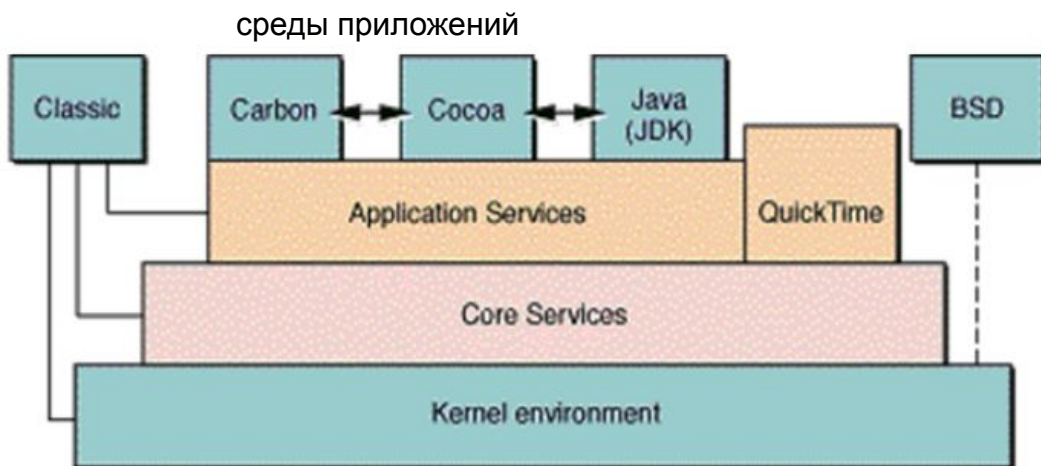 среды приложений
Classic
Carbon
Cocoa
Java
(JDK)
BSD
Application Services
QuickTime
Core Services
Kernel environment